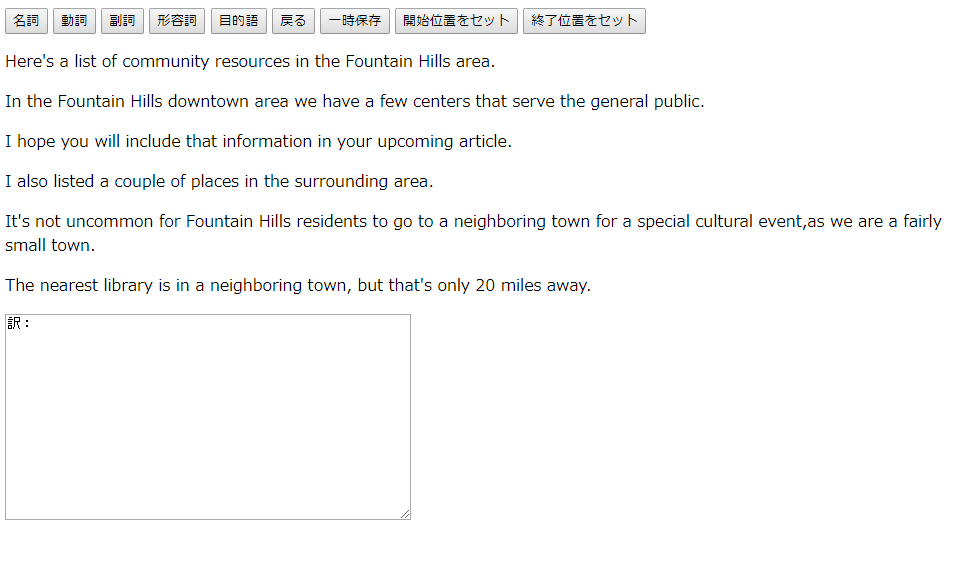 名詞 動詞 副詞 形容詞 目的語 戻る 一時保存 開始位置をセット 終了位置をセット
Here's a list of community resources in the Fountain Hills area.
In the Fountain Hills downtown area we have a few centers that serve the general public.
I hope you will include that information in your upcoming article.
I also listed a couple of places in the surrounding area.
It's not uncommon for Fountain Hills residents to go to a neighboring town for a special cultural event,as we are a fairly
small town.
The nearest library is in a neighboring town, but that's only 20 miles away.
訳：